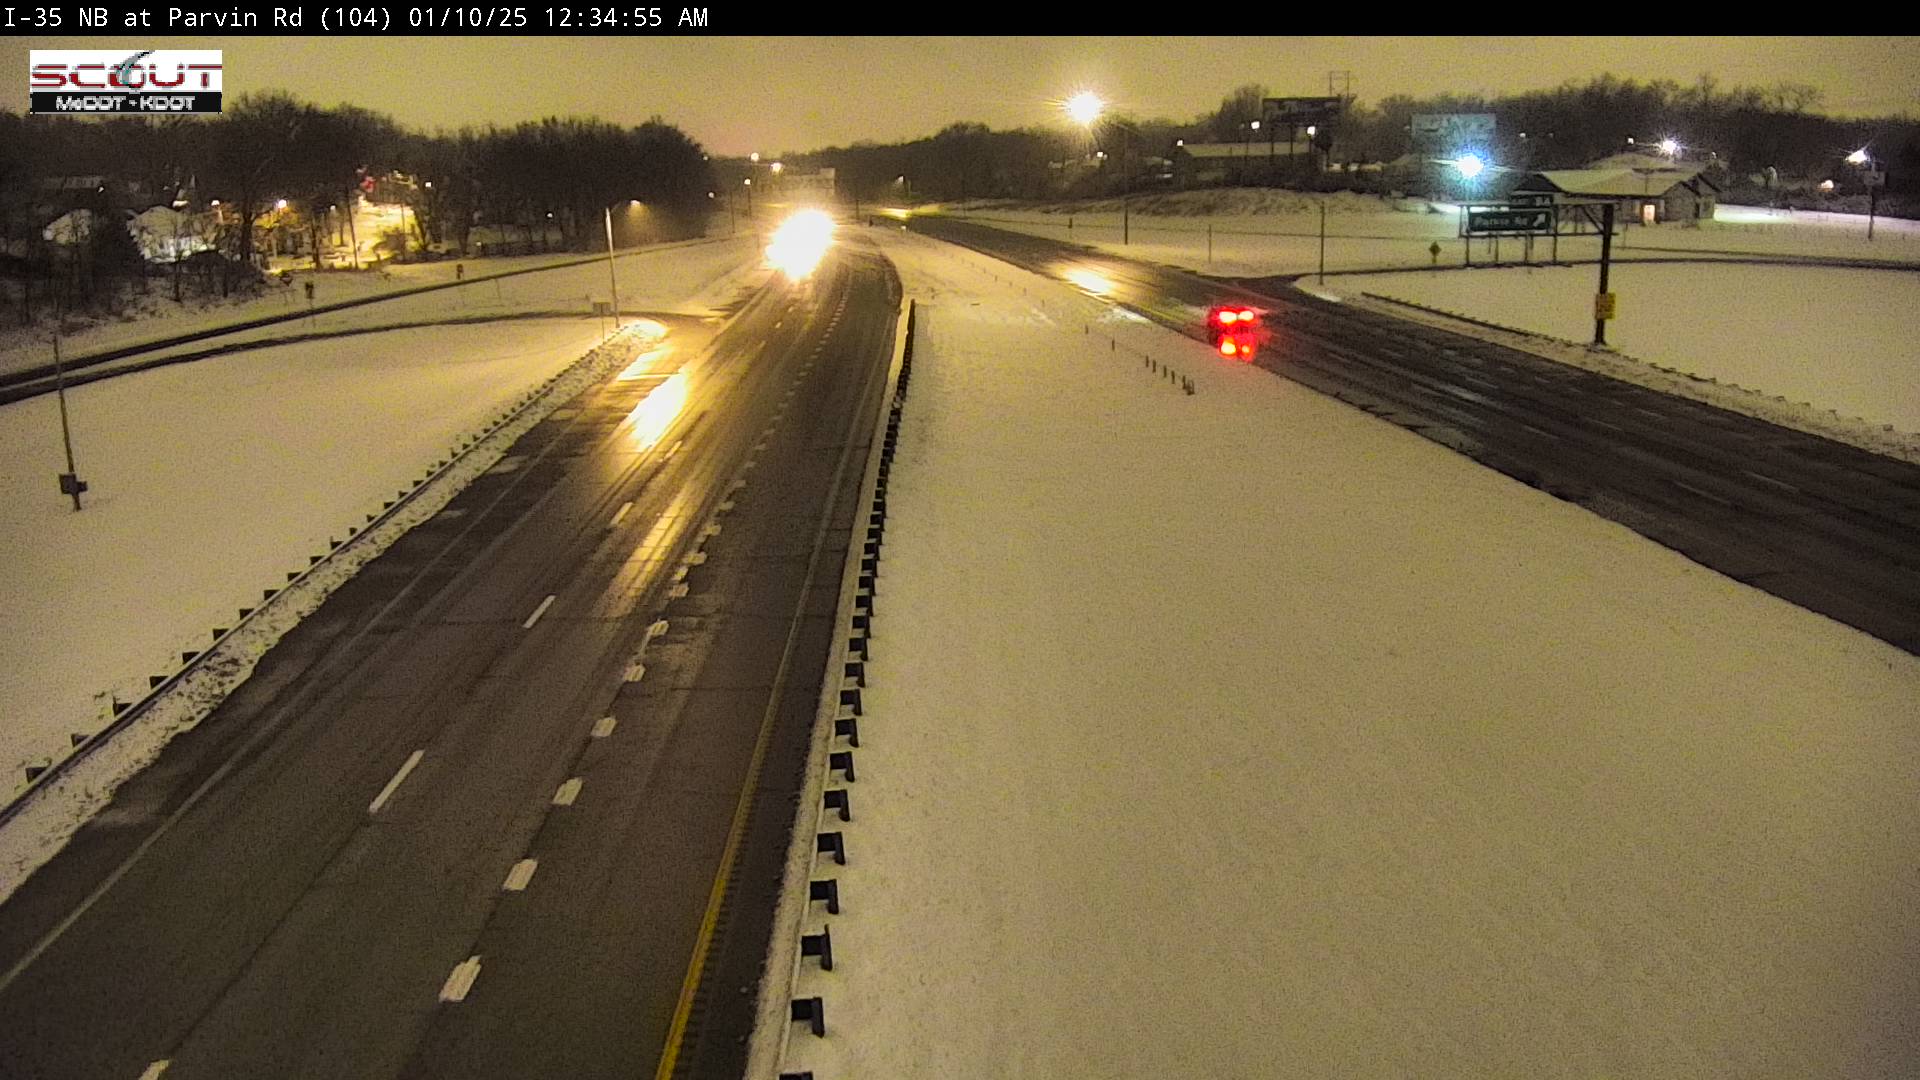 I-35 NB at Parvin Rd (104) 01/10/25 12:34:55 AM
SCOUT
MoDOT - KDOT
Parvin Rd